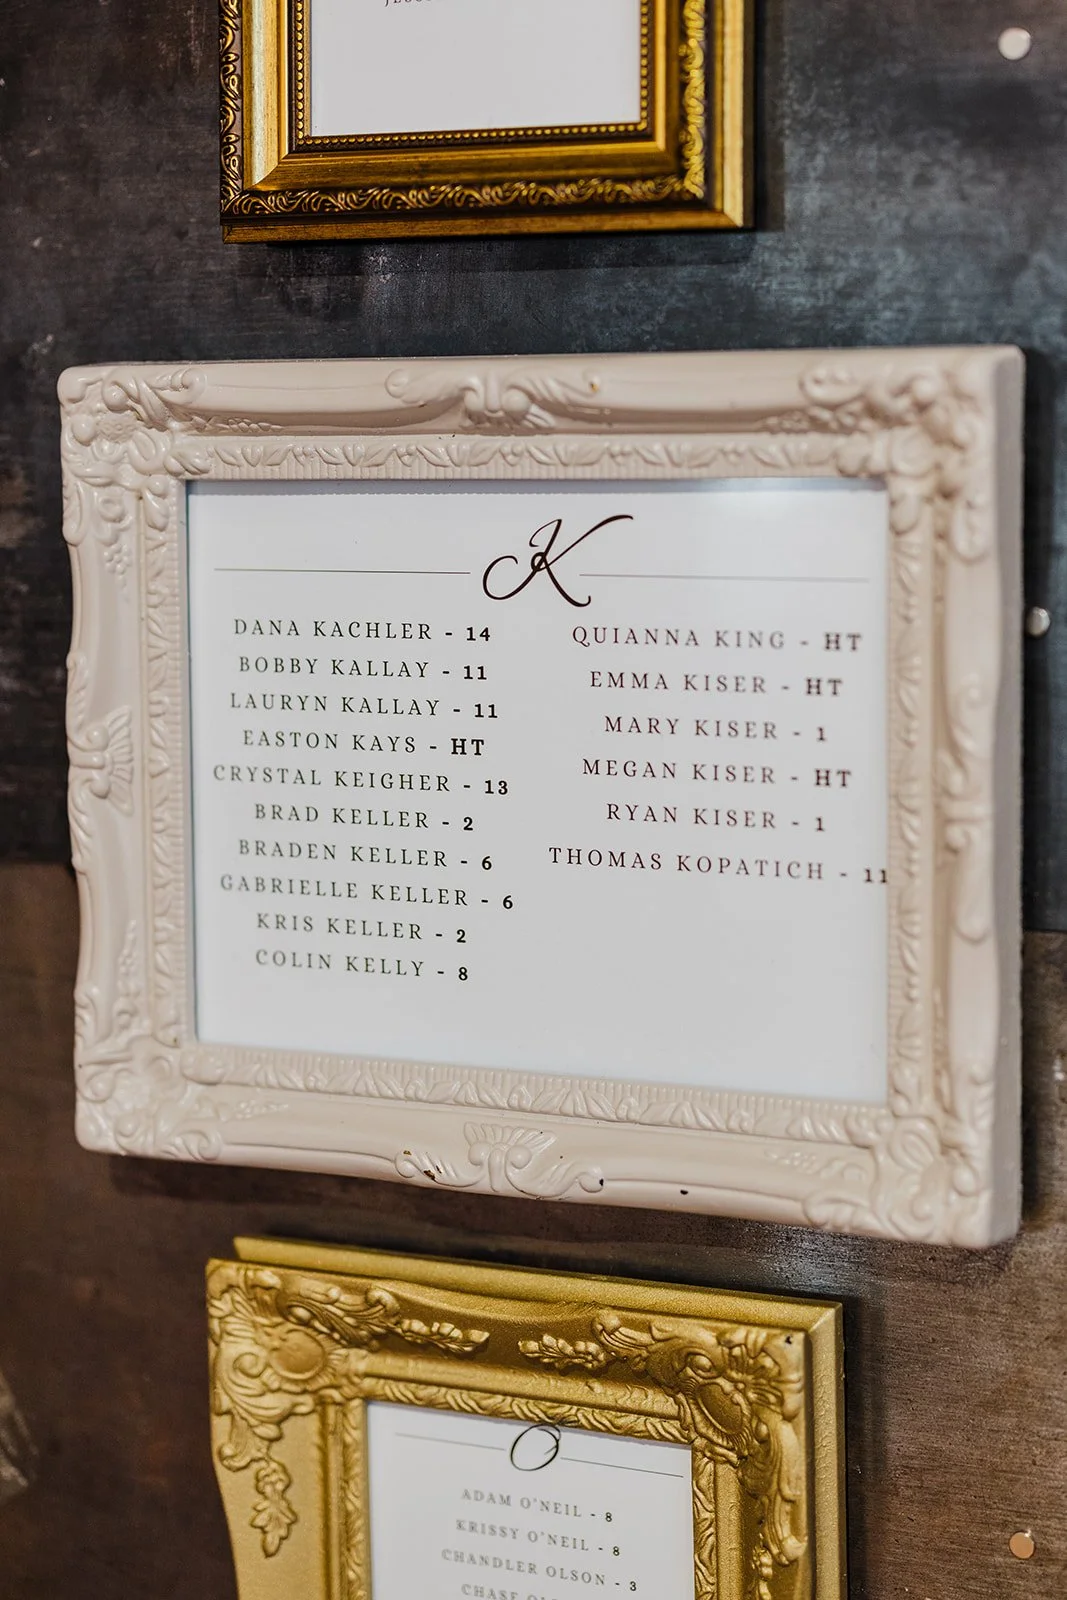 K
DANA KACHLER - 14
BOBBY KALLAY - 11
LAURYN KALLAY - 11
EASTON KAYS - HT
CRYSTAL KEIGHER - 13
BRAD KELLER - 2
BRADEN KELLER - 6
GABRIELLE KELLER - 6
KRIS KELLER - 2
COLIN KELLY - 8
QUIANNA KING - HT
EMMA KISER - HT
MARY KISER - 1
MEGAN KISER - HT
RYAN KISER - 1
THOMAS KOPATICH - 11
O
ADAM O'NEIL - 8
KRISSY O'NEIL - 8
CHANDLER OLSON - 3
CHASE